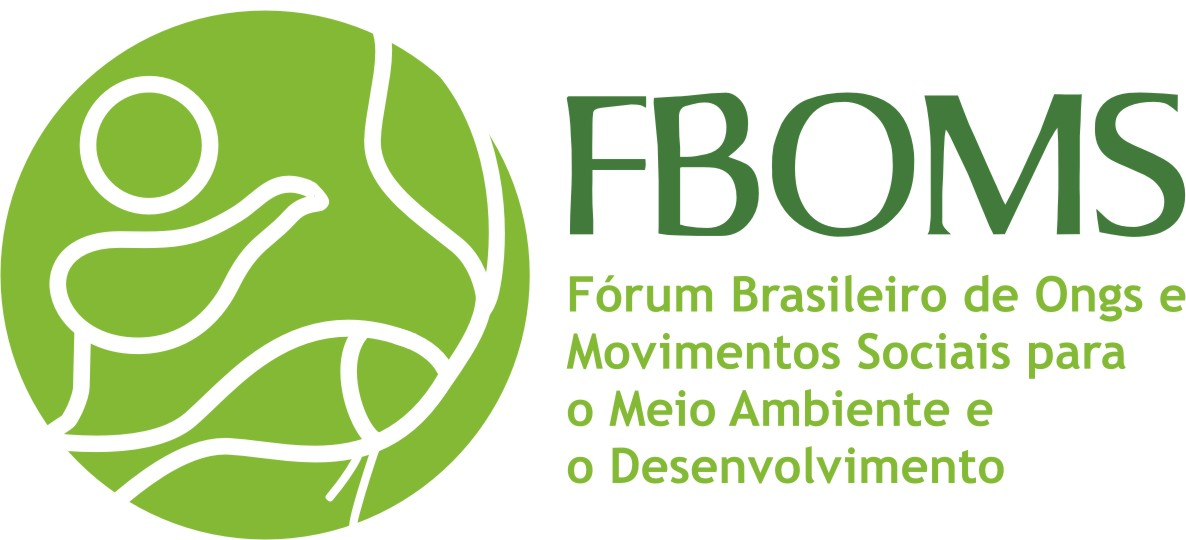 FBOMS
Fórum Brasileiro de Ongs e
Movimentos Sociais para
o Meio Ambiente e
o Desenvolvimento